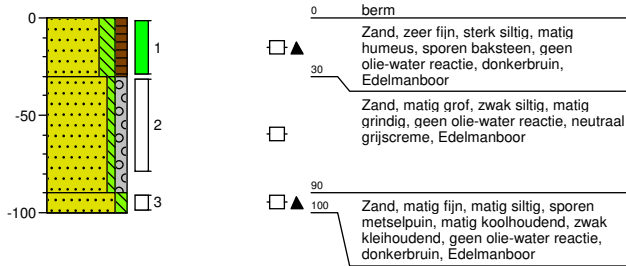 0
-50
-100
1
2
3
0 berm
Zand, zeer fijn, sterk siltig, matig
humeus, sporen baksteen, geen
olie-water reactie, donkerbruin,
Edelmanboor
30
Zand, matig grof, zwak siltig, matig
grindig, geen olie-water reactie, neutraal
grijscreme, Edelmanboor
90
Zand, matig fijn, matig siltig, sporen
100
metselpuin, matig koolhoudend, zwak
kleihoudend, geen olie-water reactie,
donkerbruin, Edelmanboor